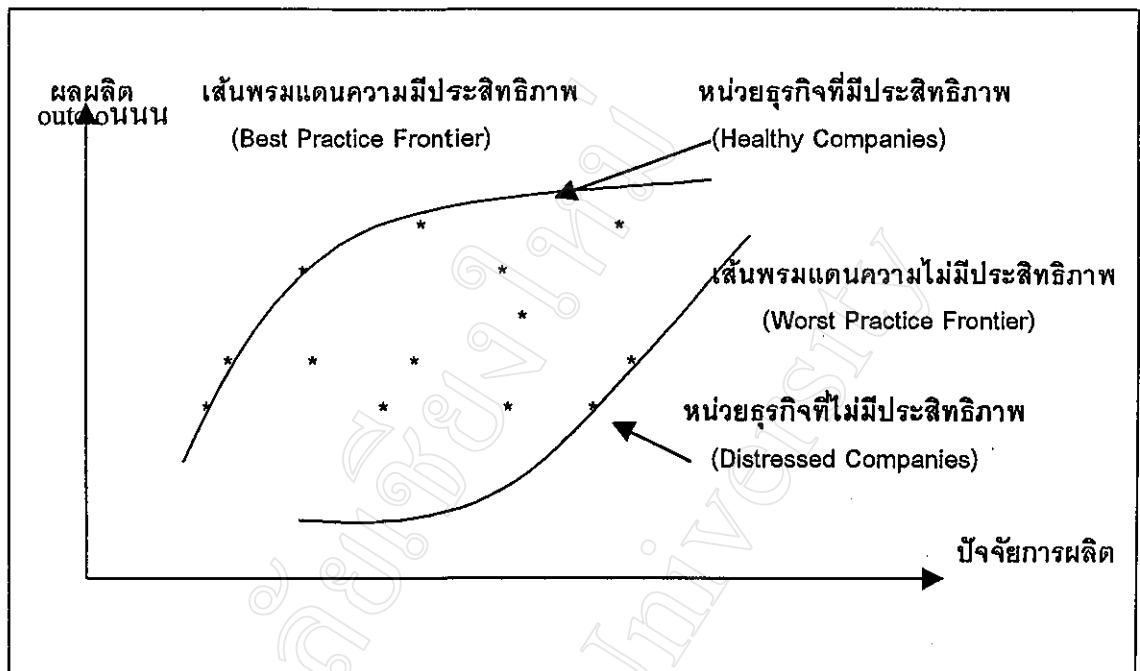 ผลผลิต
เส้นพรมแดนความมีประสิทธิภาพ
(Best Practice Frontier)
หน่วยธุรกิจที่มีประสิทธิภาพ
(Healthy Companies)
เส้นพรมแดนความไม่มีประสิทธิภาพ
(Worst Practice Frontier)
หน่วยธุรกิจที่ไม่มีประสิทธิภาพ
(Distressed Companies)
ปัจจัยการผลิต
University